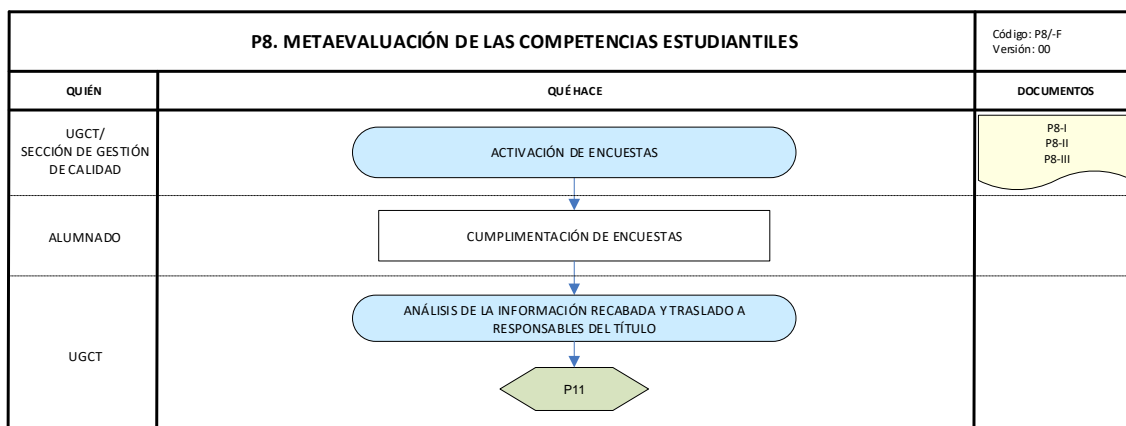 P8. METAEVALUACIÓN DE LAS COMPETENCIAS ESTUDIANTILES
Código: P8/-F
Versión: 00
QUIÉN
QUÉ HACE
DOCUMENTOS
UGCT/
SECCIÓN DE GESTIÓN
DE CALIDAD
ACTIVACIÓN DE ENCUESTAS
P8-I
P8-II
P8-III
ALUMNADO
CUMPLIMENTACIÓN DE ENCUESTAS
UGCT
ANÁLISIS DE LA INFORMACIÓN RECABADA Y TRASLADO A
RESPONSABLES DEL TÍTULO
P11